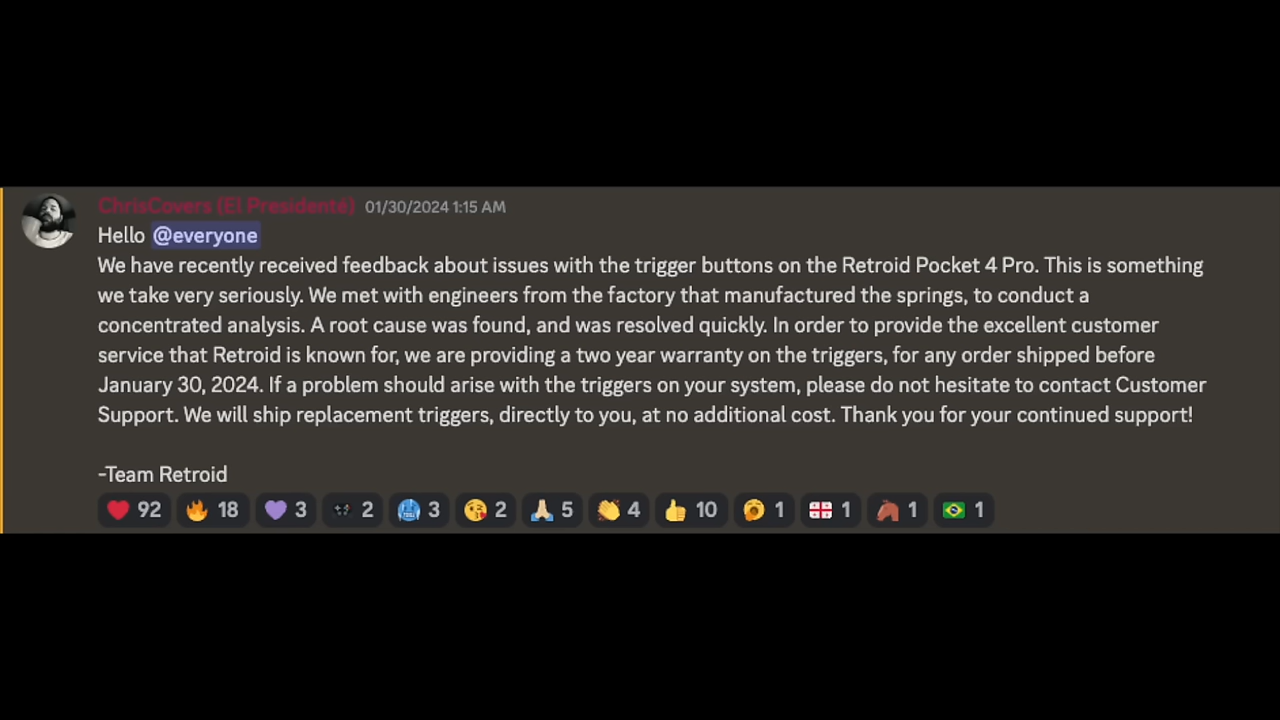 ChrisCovers (El Presidenté) 01/30/2024 1:15 AM
Hello @everyone
We have recently received feedback about issues with the trigger buttons on the Retroid Pocket 4 Pro. This is something
we take very seriously. We met with engineers from the factory that manufactured the springs, to conduct a
concentrated analysis. A root cause was found, and was resolved quickly. In order to provide the excellent customer
service that Retroid is known for, we are providing a two year warranty on the triggers, for any order shipped before
January 30, 2024. If a problem should arise with the triggers on your system, please do not hesitate to contact Customer
Support. We will ship replacement triggers, directly to you, at no additional cost. Thank you for your continued support!
-Team Retroid
92 18 3 2 3 2 5 4 10 1 1 1 1